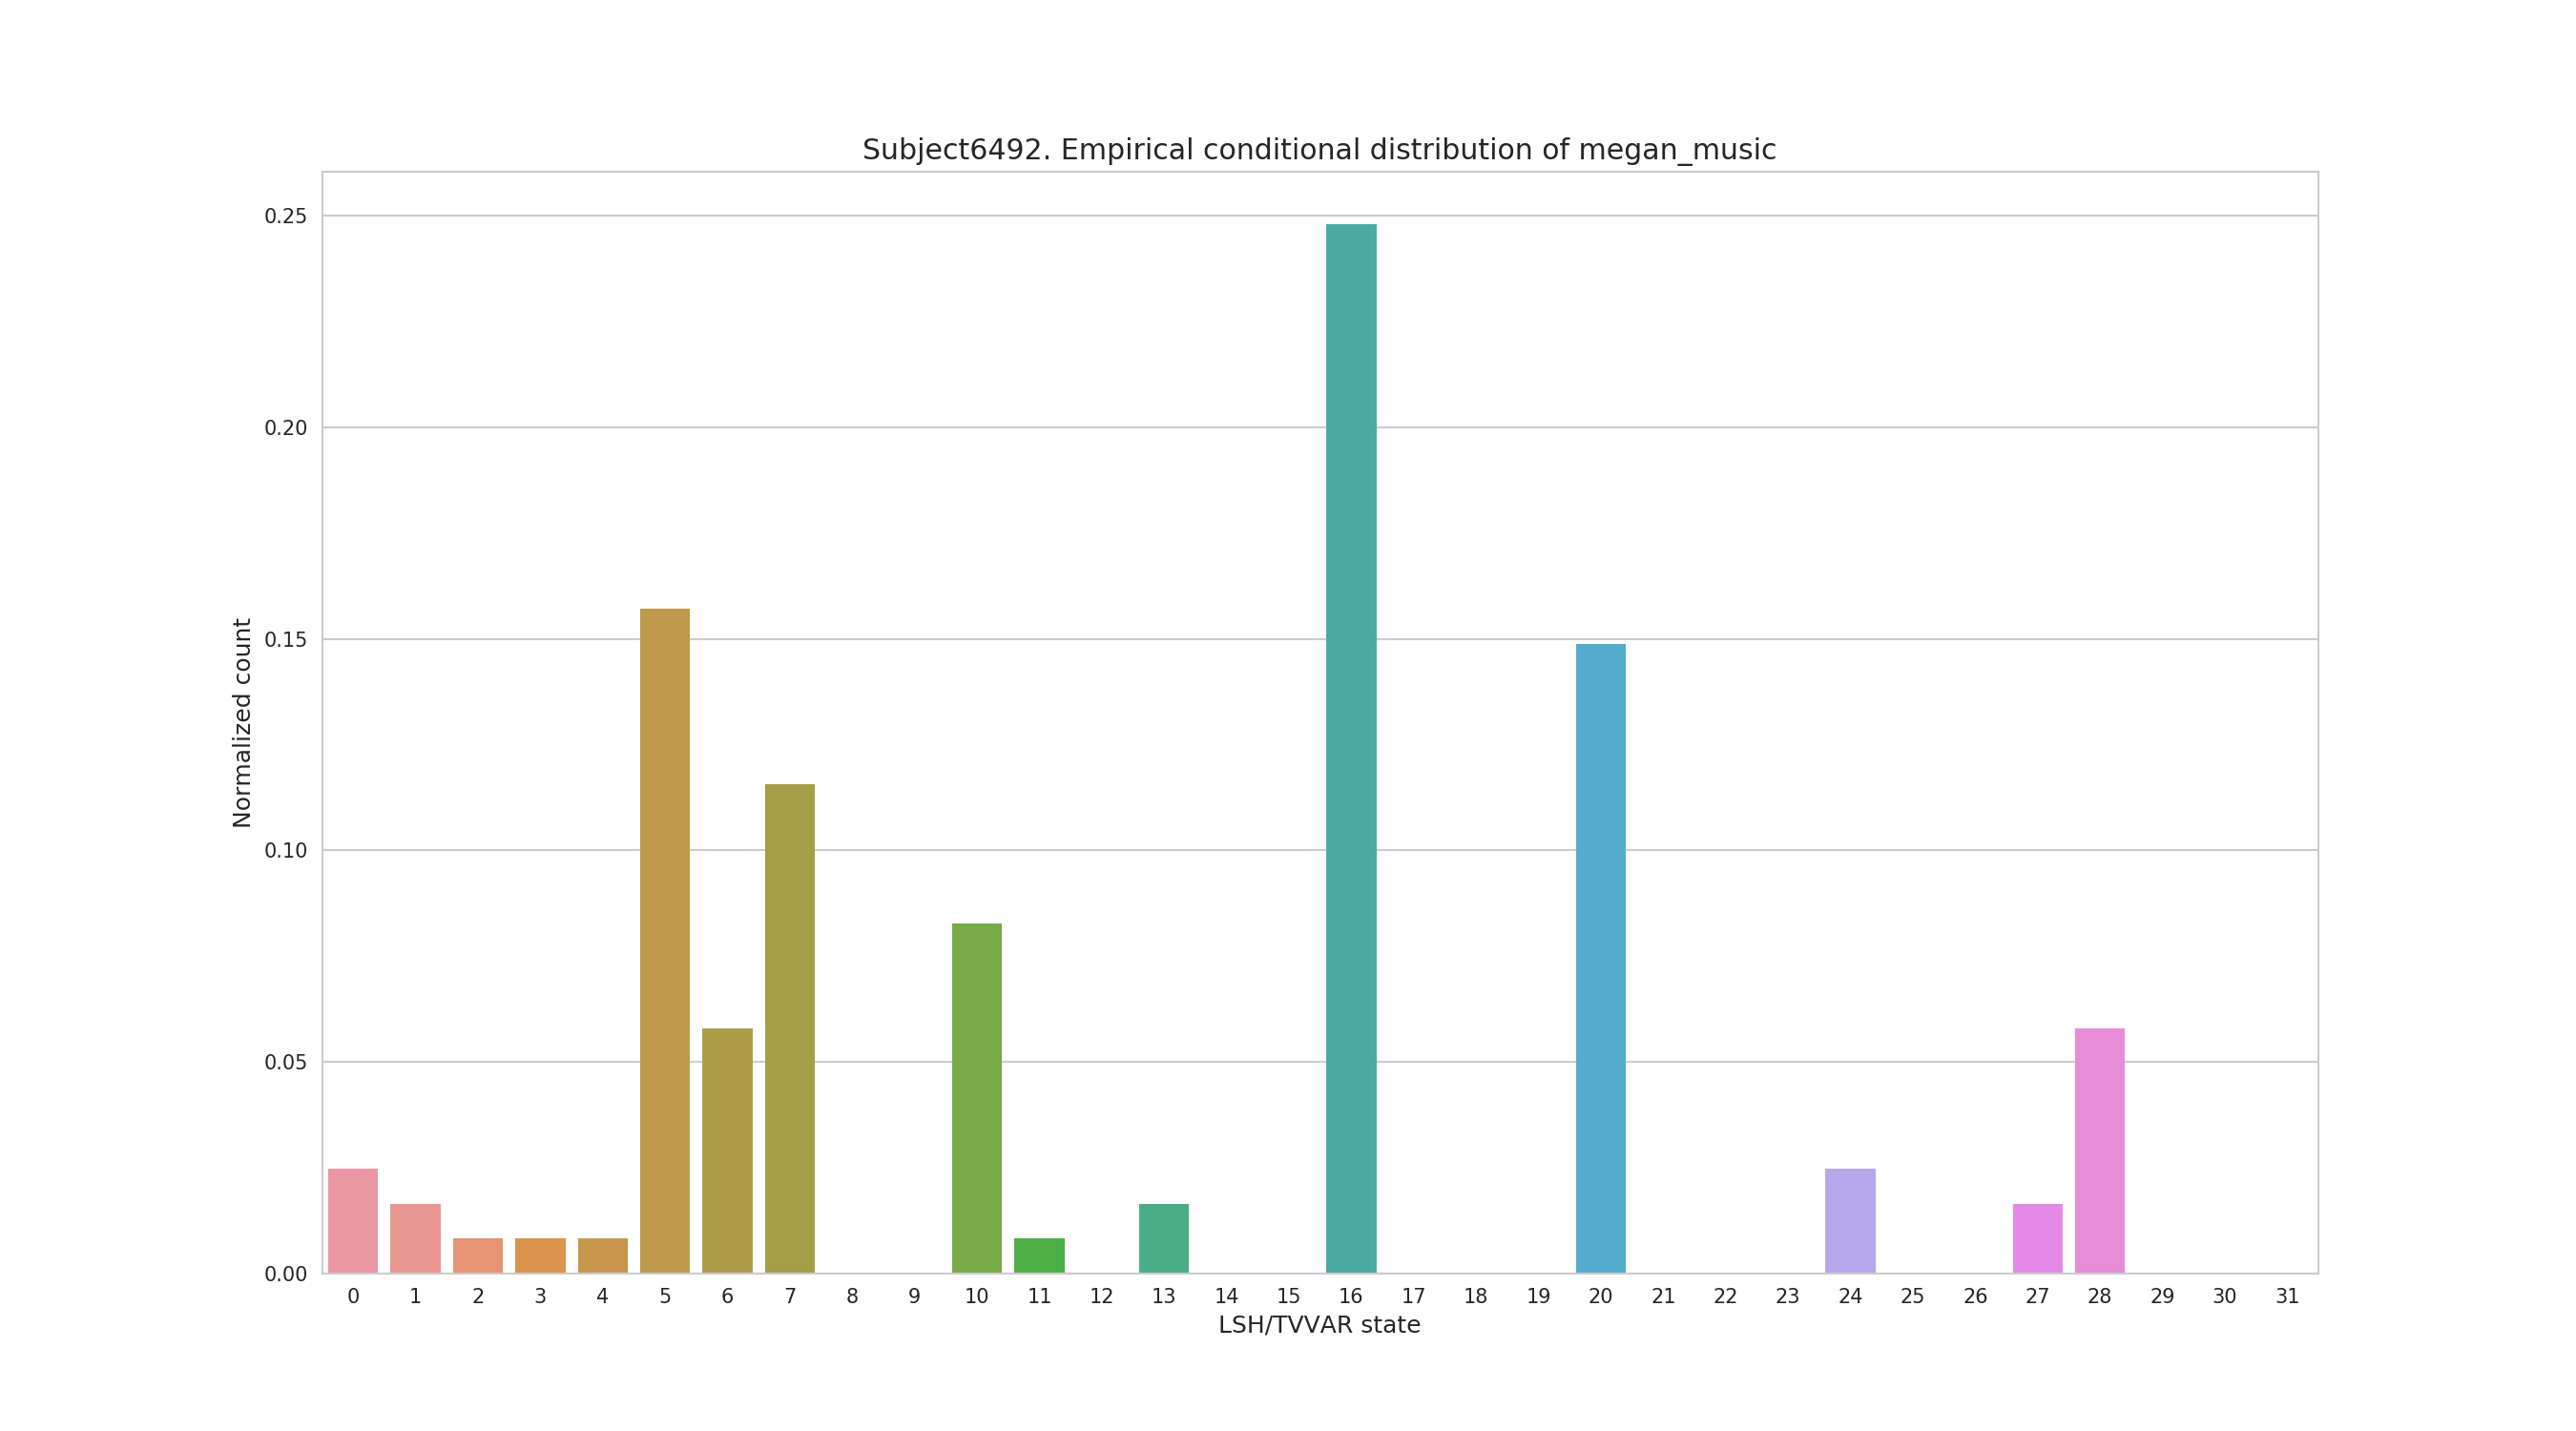 Subject6492. Empirical conditional distribution of megan_music
0.25
0.20
0.15
0.10
0.05
0.00
Normalized count
0 1 2 3 4 5 6 7 8 9 10 11 12 13 14 15 16 17 18 19 20 21 22 23 24 25 26 27 28 29 30 31
LSH/TVVAR state